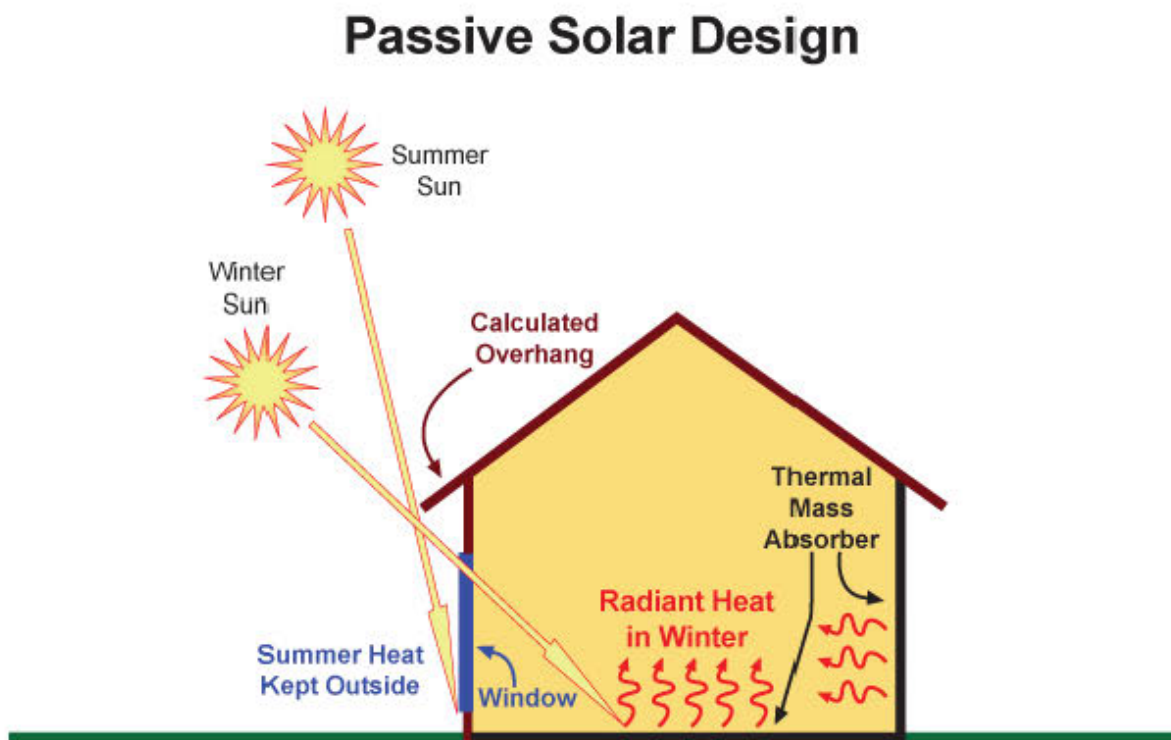 Passive Solar Design
Summer
Sun
Winter
Sun
Calculated
Overhang
Thermal
Mass
Absorber
Radiant Heat
in Winter
Summer Heat
Kept Outside
Window